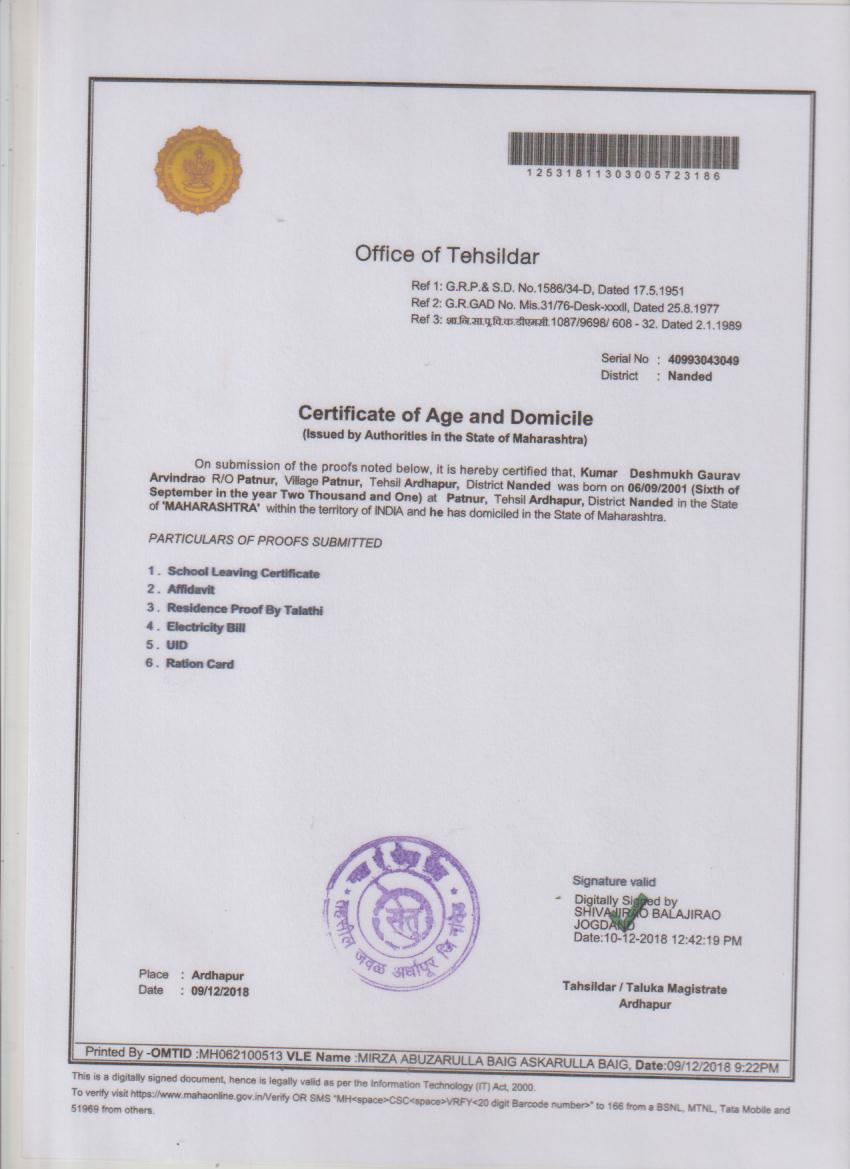 12531811303005723186
Office of Tehsildar
Ref 1: G.R.P.& S.D. No.1586/34-D, Dated 17.5.1951
Ref 2: G.R.GAD No. Mis.31/76-Desk-xxxII, Dated 25.8.1977
Ref 3: आ.नि.सा.पू.वि.क.डीएमसी.1087/9698/ 608 - 32. Dated 2.1.1989
Serial No : 40993043049
District : Nanded
Certificate of Age and Domicile
(Issued by Authorities in the State of Maharashtra)
On submission of the proofs noted below, it is hereby certified that, Kumar Deshmukh Gaurav
Arvindrao R/O Patnur, Village Patnur, Tehsil Ardhapur, District Nanded was born on 06/09/2001 (Sixth of
September in the year Two Thousand and One) at Patnur, Tehsil Ardhapur, District Nanded in the State
of 'MAHARASHTRA' within the territory of INDIA and he has domiciled in the State of Maharashtra.
PARTICULARS OF PROOFS SUBMITTED
1 . School Leaving Certificate
2 . Affidavit
3 . Residence Proof By Talathi
4 . Electricity Bill
5 . UID
6 . Ration Card
सेतु
तहसील जवळ अर्धापूर जि. नांदेड
Signature valid
Digitally Signed by
SHIVAJIRAO BALAJIRAO
JOGDAND
Date:10-12-2018 12:42:19 PM
Place : Ardhapur
Date : 09/12/2018
Tahsildar / Taluka Magistrate
Ardhapur
Printed By -OMTID :MH062100513 VLE Name :MIRZA ABUZARULLA BAIG ASKARULLA BAIG, Date:09/12/2018 9:22PM
This is a digitally signed document, hence is legally valid as per the Information Technology (IT) Act, 2000.
To verify visit https://www.mahaonline.gov.in/Verify OR SMS "MH<space>CSC<space>VRFY<20 digit Barcode number>" to 166 from a BSNL, MTNL, Tata Mobile and
51969 from others.